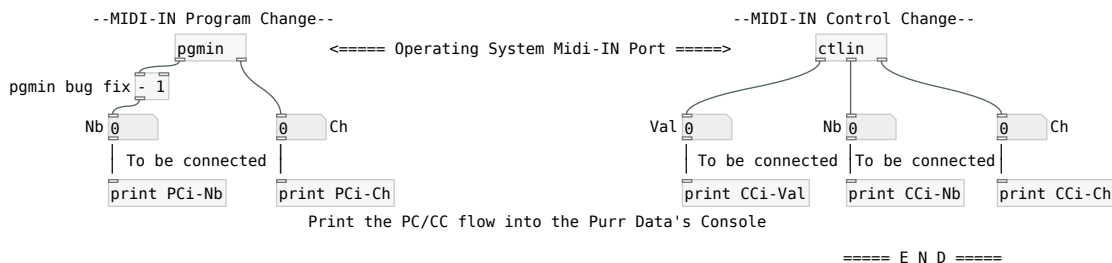 --MIDI-IN Program Change--
--MIDI-IN Control Change--
pgmin
<===== Operating System Midi-IN Port =====>
ctlin
pgmin bug fix
- 1
Nb
0
0
Ch
Val
0
Nb
0
0
Ch
To be connected
To be connected
To be connected
print PCi-Nb
print PCi-Ch
print CCi-Val
print CCi-Nb
print CCi-Ch
Print the PC/CC flow into the Purr Data's Console
===== E N D =====